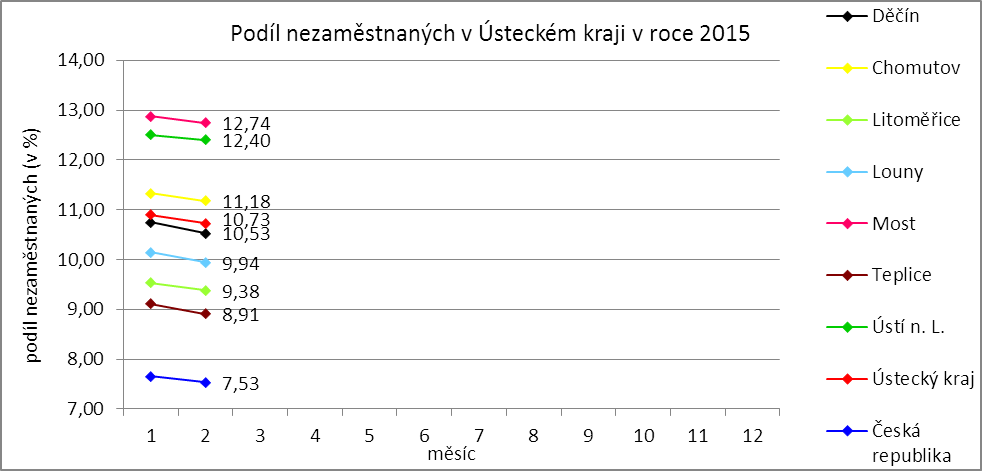 Podíl nezaměstnaných v Ústeckém kraji v roce 2015
podíl nezaměstnaných (v %)
14,00
13,00
12,00
11,00
10,00
9,00
8,00
7,00
12,74
12,40
11,18
10,73
10,53
9,94
9,38
8,91
7,53
1 2 3 4 5 6 7 8 9 10 11 12
měsíc
Děčín
Chomutov
Litoměřice
Louny
Most
Teplice
Ústí n. L.
Ústecký kraj
Česká
republika